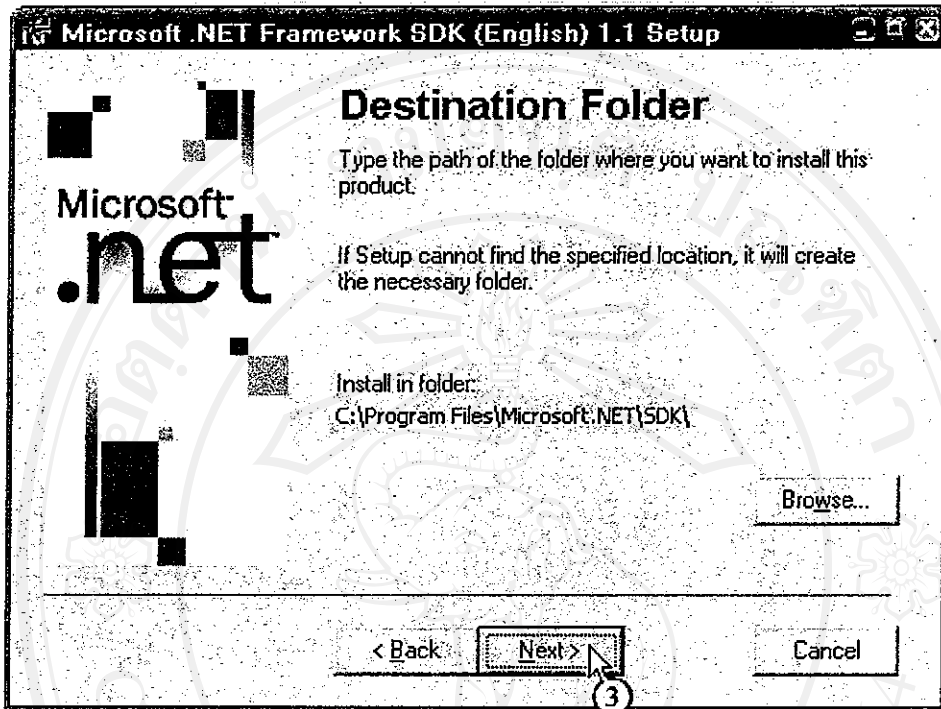 Microsoft .NET Framework SDK (English) 1.1 Setup
Destination Folder
Type the path of the folder where you want to install this
product.
Microsoft
.net
If Setup cannot find the specified location, it will create
the necessary folder.
Install in folder:
C:\Program Files\Microsoft.NET\SDK\
Browse...
< Back
Next >
Cancel
3